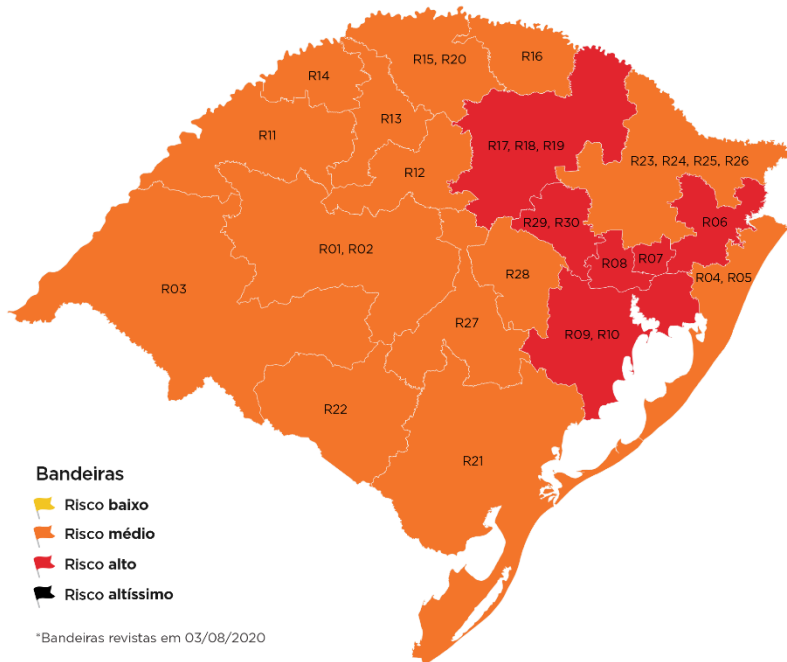 R15, R20
R16
R14
R13
R11
R17, R18, R19
R23, R24, R25, R26
R12
R29, R30
R06
R01, R02
R07
R08
R28
R04, R05
R03
R27
R09, R10
R22
R21
Bandeiras
Risco baixo
Risco médio
Risco alto
Risco altíssimo
*Bandeiras revistas em 03/08/2020